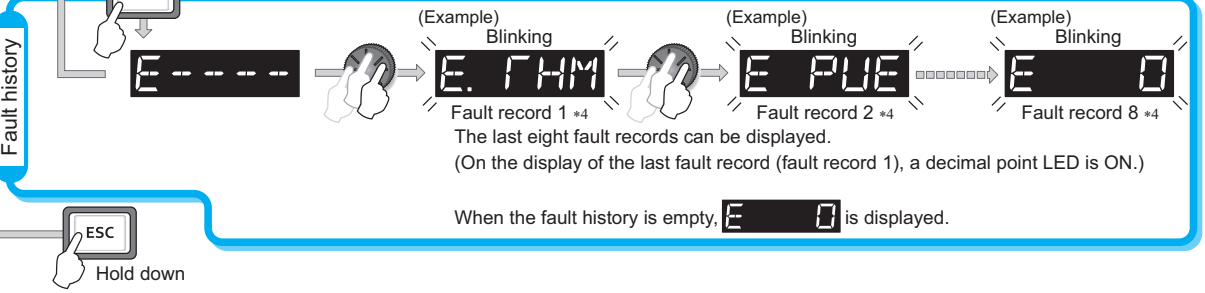 Fault history
(Example)
Blinking
(Example)
Blinking
(Example)
Blinking
E - - - -
E. THM
E PUE
E 0
Fault record 1 *4
Fault record 2 *4
Fault record 8 *4
The last eight fault records can be displayed.
(On the display of the last fault record (fault record 1), a decimal point LED is ON.)
When the fault history is empty, E 0 is displayed.
ESC
Hold down